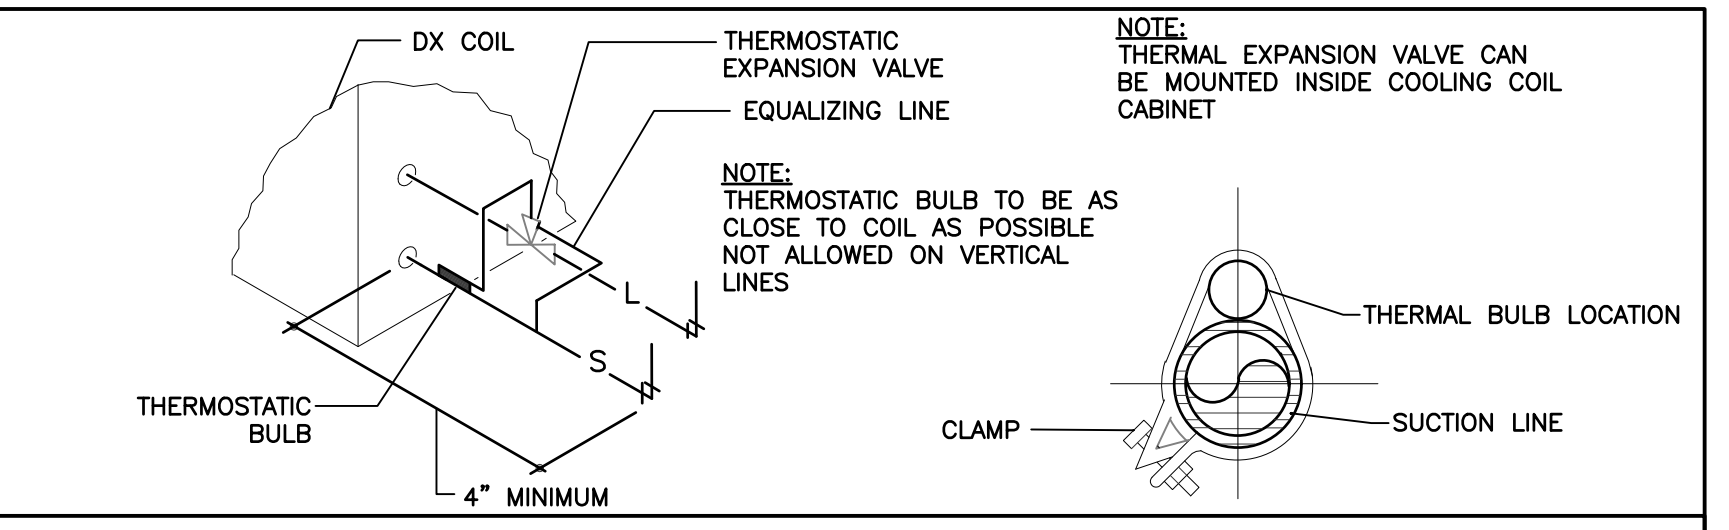 DX COIL
THERMOSTATIC
EXPANSION VALVE
EQUALIZING LINE
NOTE:
THERMAL EXPANSION VALVE CAN
BE MOUNTED INSIDE COOLING COIL
CABINET
NOTE:
THERMOSTATIC BULB TO BE AS
CLOSE TO COIL AS POSSIBLE
NOT ALLOWED ON VERTICAL
LINES
L
S
THERMOSTATIC
BULB
4" MINIMUM
THERMAL BULB LOCATION
SUCTION LINE
CLAMP